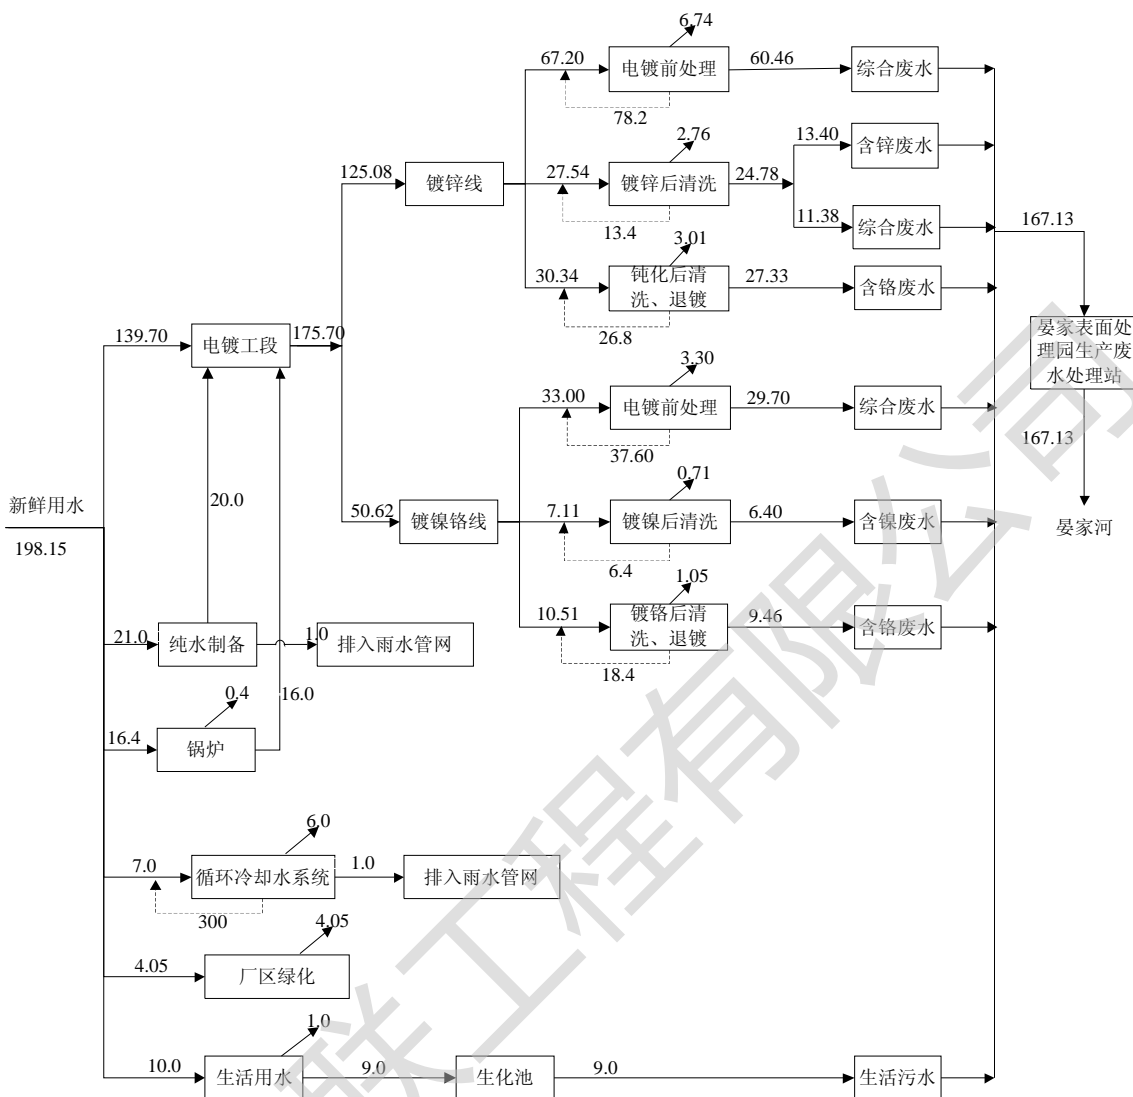 6.74
67.20
电镀前处理
60.46
综合废水
78.2
2.76
13.40
含锌废水
125.08
镀锌线
27.54
镀锌后清洗
24.78
13.4
11.38
综合废水
167.13
3.01
30.34
钝化后清
洗、退镀
27.33
含铬废水
26.8
139.70
电镀工段
175.70
晏家表面处
理园生产废
水处理站
3.30
33.00
电镀前处理
29.70
综合废水
37.60
167.13
0.71
新鲜用水
198.15
20.0
50.62
镀镍铬线
7.11
镀镍后清洗
6.40
含镍废水
晏家河
6.4
1.05
10.51
镀铬后清
洗、退镀
9.46
含铬废水
18.4
21.0
纯水制备
1.0
排入雨水管网
0.4
16.0
16.4
锅炉
6.0
7.0
循环冷却水系统
1.0
排入雨水管网
300
4.05
4.05
厂区绿化
1.0
10.0
生活用水
9.0
生化池
9.0
生活污水
联工程有限公司